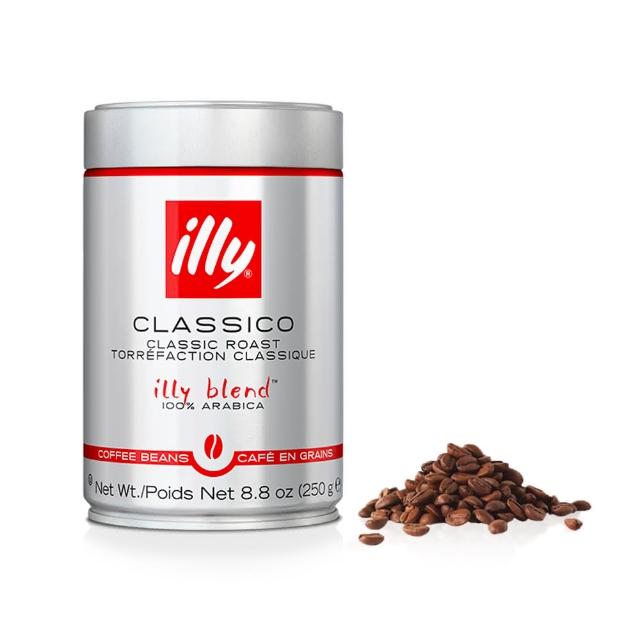 illy®
CLASSICO
CLASSIC ROAST
TORRÉFACTION CLASSIQUE
illy blend™
100% ARABICA
COFFEE BEANS CAFÉ EN GRAINS
Net Wt./Poids Net 8.8 oz (250 g ℮